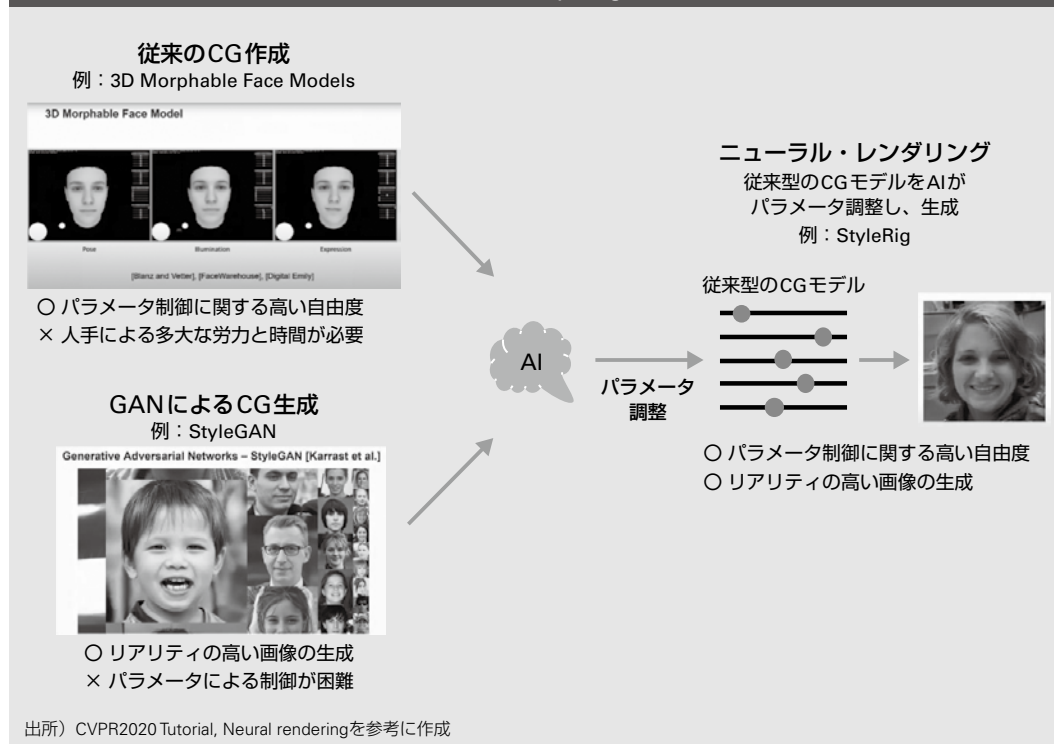 従来のCG作成
例：3D Morphable Face Models
3D Morphable Face Model
Pose
Illumination
Expression
[Blanz and Vetter], [FaceWarehouse], [Digital Emily]
〇 パラメータ制御に関する高い自由度
× 人手による多大な労力と時間が必要
GANによるCG生成
例：StyleGAN
Generative Adversarial Networks – StyleGAN [Karrast et al.]
〇 リアリティの高い画像の生成
× パラメータによる制御が困難
AI
パラメータ
調整
ニューラル・レンダリング
従来型のCGモデルをAIが
パラメータ調整し、生成
例：StyleRig
従来型のCGモデル
〇 パラメータ制御に関する高い自由度
〇 リアリティの高い画像の生成
出所）CVPR2020 Tutorial, Neural renderingを参考に作成